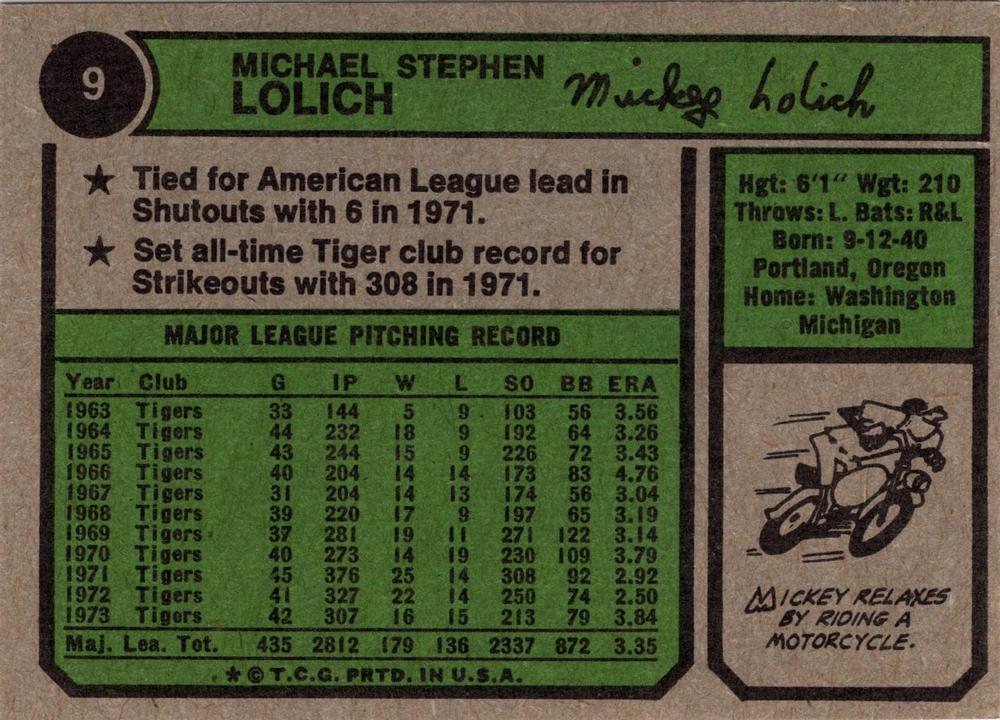 9
MICHAEL STEPHEN
LOLICH
Mickey Lolich
★ Tied for American League lead in
Shutouts with 6 in 1971.
★ Set all-time Tiger club record for
Strikeouts with 308 in 1971.
Hgt: 6'1" Wgt: 210
Throws: L. Bats: R&L
Born: 9-12-40
Portland, Oregon
Home: Washington
Michigan
MAJOR LEAGUE PITCHING RECORD
Year Club G IP W L SO BB ERA
1963 Tigers 33 144 5 9 103 56 3.56
1964 Tigers 44 232 18 9 192 64 3.26
1965 Tigers 43 244 15 9 226 72 3.43
1966 Tigers 40 204 14 14 173 83 4.76
1967 Tigers 31 204 14 13 174 56 3.04
1968 Tigers 39 220 17 9 197 65 3.19
1969 Tigers 37 281 19 11 271 122 3.14
1970 Tigers 40 273 14 19 230 109 3.79
1971 Tigers 45 376 25 14 308 92 2.92
1972 Tigers 41 327 22 14 250 74 2.50
1973 Tigers 42 307 16 15 213 79 3.84
Maj. Lea. Tot. 435 2812 179 136 2337 872 3.35
* © T.C.G. PRTD. IN U.S.A.
MICKEY RELAXES
BY RIDING A
MOTORCYCLE.